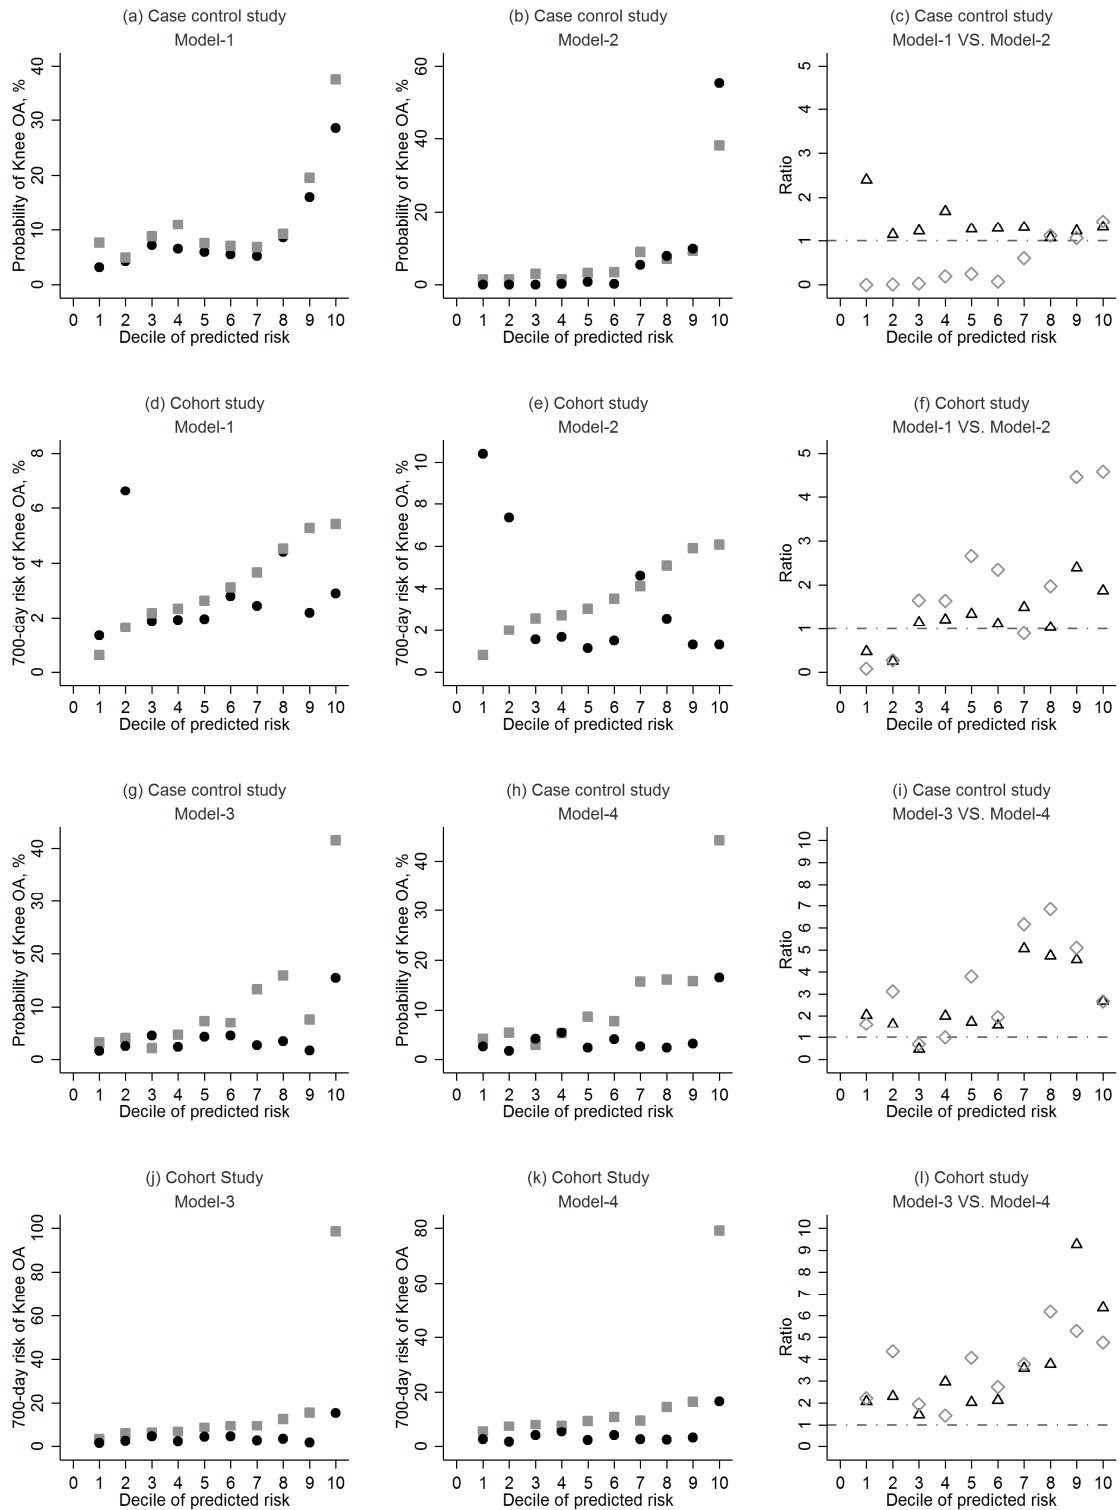 (a) Case conrol study
Model-1
Probability of Knee OA, %
40
30
20
10
0
0 1 2 3 4 5 6 7 8 9 10
Decile of predicted risk
(b) Case control study
Model-2
Probability of Knee OA, %
60
40
20
0
0 1 2 3 4 5 6 7 8 9 10
Decile of predicted risk
(c) Case control study
Model-1 VS. Model-2
Ratio
5
4
3
2
1
0
0 1 2 3 4 5 6 7 8 9 10
Decile of predicted risk
(d) Cohort study
Model-1
700-day risk of Knee OA, %
8
6
4
2
0
0 1 2 3 4 5 6 7 8 9 10
Decile of predicted risk
(e) Cohort study
Model-2
700-day risk of Knee OA, %
10
8
6
4
2
0
0 1 2 3 4 5 6 7 8 9 10
Decile of predicted risk
(f) Cohort study
Model-1 VS. Model-2
Ratio
5
4
3
2
1
0
0 1 2 3 4 5 6 7 8 9 10
Decile of predicted risk
(g) Case control study
Model-3
Probability of Knee OA, %
40
30
20
10
0
0 1 2 3 4 5 6 7 8 9 10
Decile of predicted risk
(h) Case control study
Model-4
Probability of Knee OA, %
40
30
20
10
0
0 1 2 3 4 5 6 7 8 9 10
Decile of predicted risk
(i) Case control study
Model-3 VS. Model-4
Ratio
10
9
8
7
6
5
4
3
2
1
0
0 1 2 3 4 5 6 7 8 9 10
Decile of predicted risk
(j) Cohort Study
Model-3
700-day risk of Knee OA
100
80
60
40
20
0
0 1 2 3 4 5 6 7 8 9 10
Decile of predicted risk
(k) Cohort Study
Model-4
700-day risk of Knee OA
80
60
40
20
0
0 1 2 3 4 5 6 7 8 9 10
Decile of predicted risk
(l) Cohort study
Model-3 VS. Model-4
Ratio
10
9
8
7
6
5
4
3
2
1
0
0 1 2 3 4 5 6 7 8 9 10
Decile of predicted risk